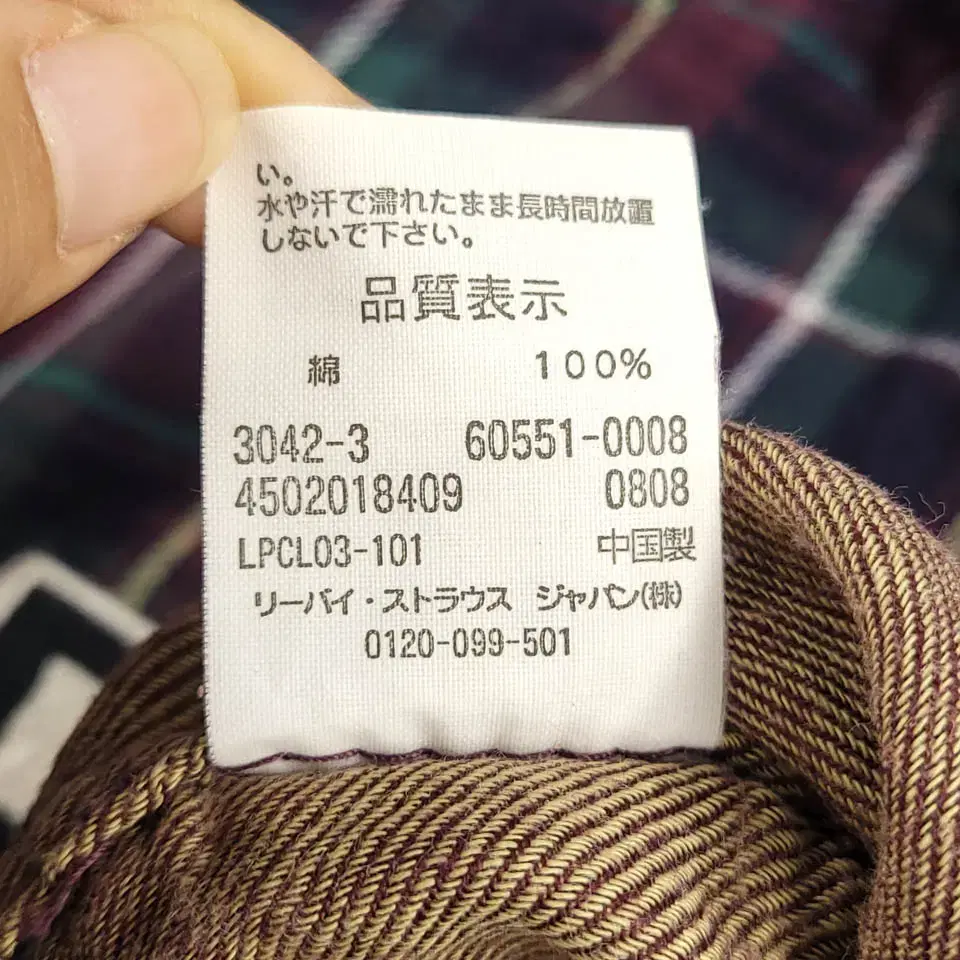 い。
水や汗で濡れたまま長時間放置
しないで下さい。
品質表示
綿 100%
3042-3 60551-0008
4502018409 0808
LPCL03-101 中国製
リーバイ・ストラウス ジャパン(株)
0120-099-501